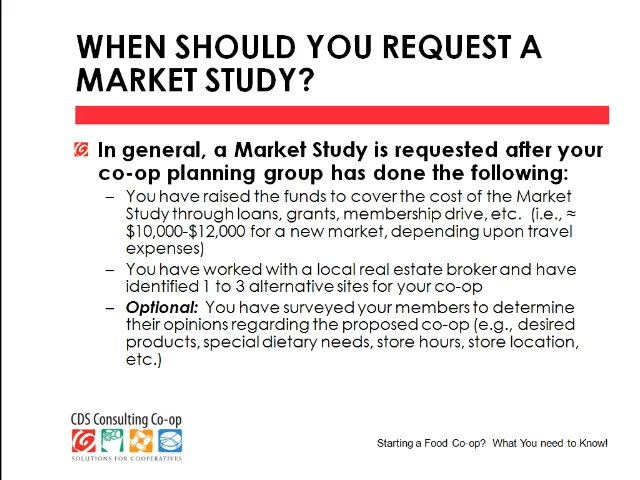 WHEN SHOULD YOU REQUEST A
MARKET STUDY?
In general, a Market Study is requested after your
co-op planning group has done the following:
– You have raised the funds to cover the cost of the Market
Study through loans, grants, membership drive, etc. (i.e., ≈
$10,000-$12,000 for a new market, depending upon travel
expenses)
– You have worked with a local real estate broker and have
identified 1 to 3 alternative sites for your co-op
– Optional: You have surveyed your members to determine
their opinions regarding the proposed co-op (e.g., desired
products, special dietary needs, store hours, store location,
etc.)
CDS Consulting Co-op
SOLUTIONS FOR COOPERATIVES
Starting a Food Co-op? What You need to Know!